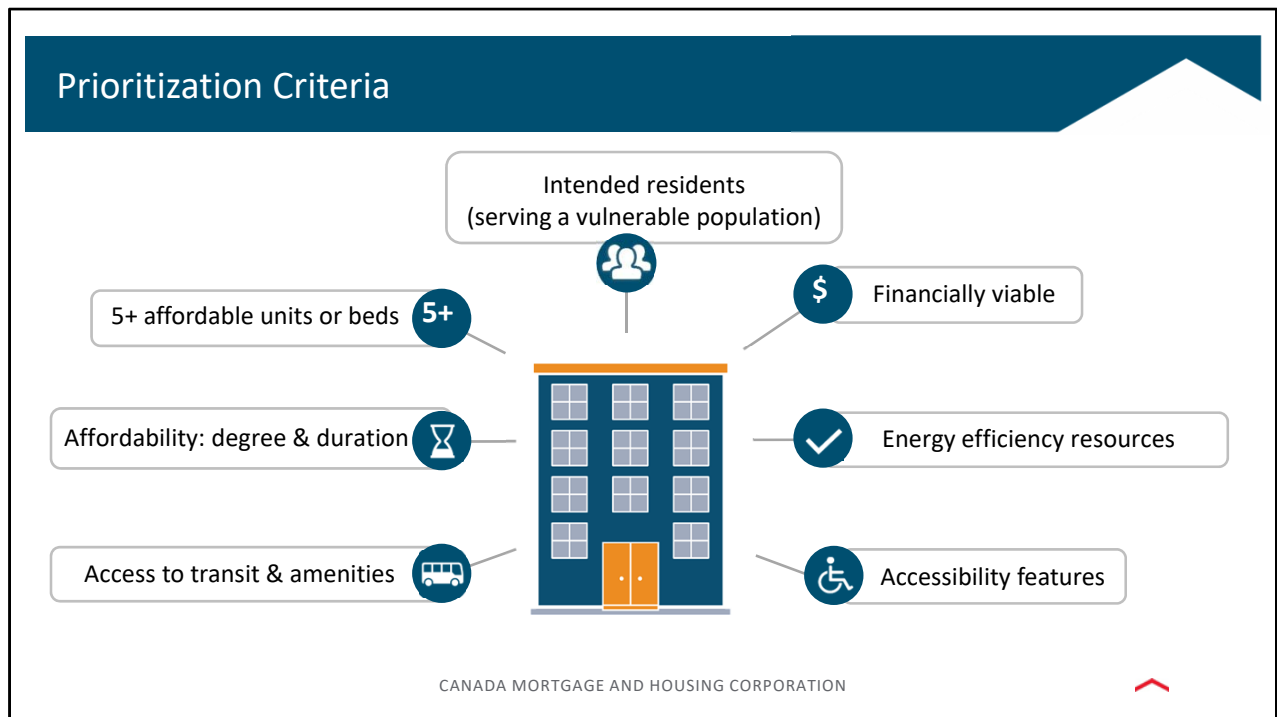 Prioritization Criteria
Intended residents
(serving a vulnerable population)
5+ affordable units or beds
5+
$
Financially viable
Affordability: degree & duration
Energy efficiency resources
Access to transit & amenities
Accessibility features
CANADA MORTGAGE AND HOUSING CORPORATION